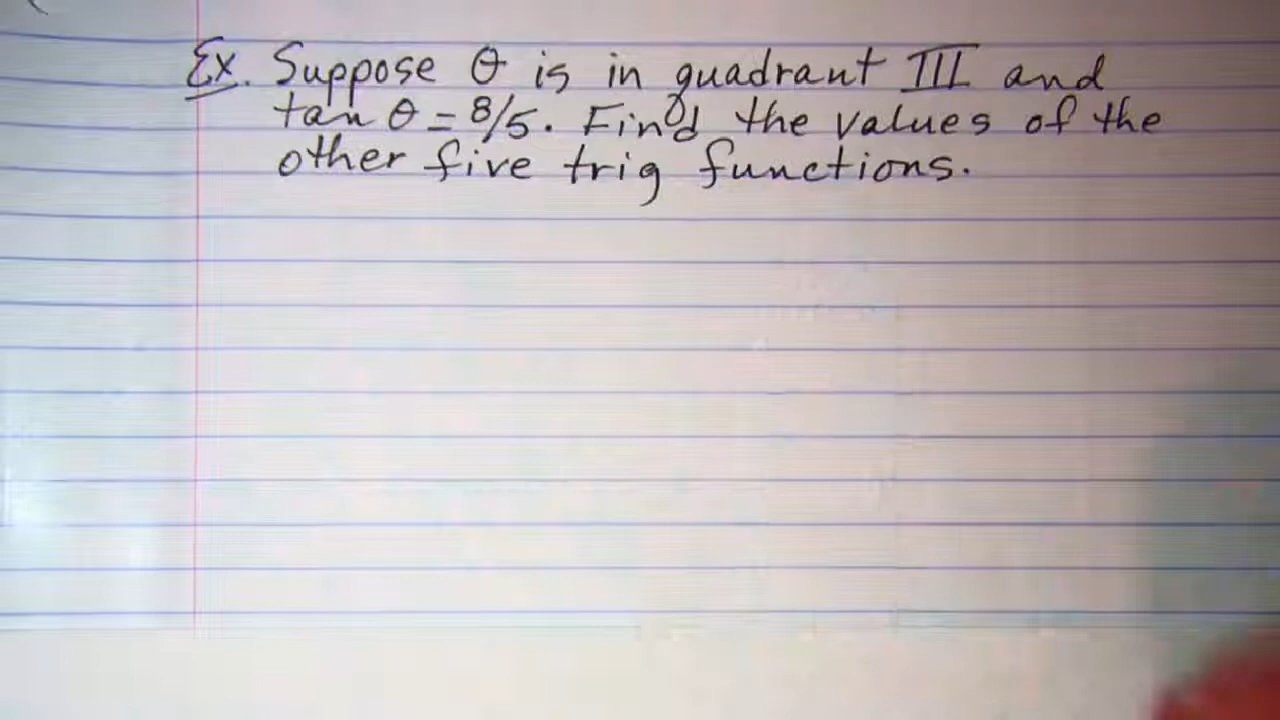 Ex. Suppose θ is in quadrant III and
tan θ = 8/5. Find the values of the
other five trig functions.